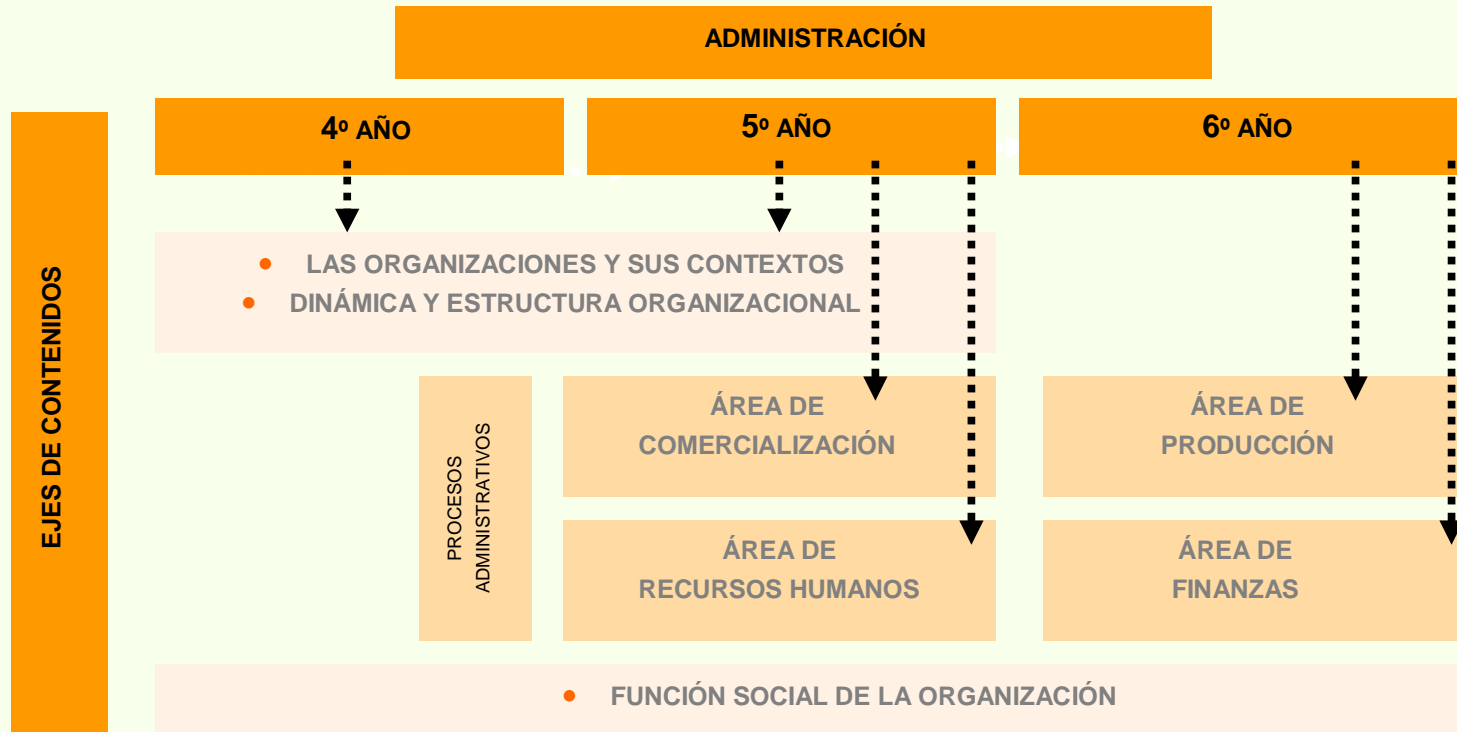 ADMINISTRACIÓN
4º AÑO
5º AÑO
6º AÑO
EJES DE CONTENIDOS
• LAS ORGANIZACIONES Y SUS CONTEXTOS
• DINÁMICA Y ESTRUCTURA ORGANIZACIONAL
PROCESOS
ADMINISTRATIVOS
ÁREA DE
COMERCIALIZACIÓN
ÁREA DE
PRODUCCIÓN
ÁREA DE
RECURSOS HUMANOS
ÁREA DE
FINANZAS
• FUNCIÓN SOCIAL DE LA ORGANIZACIÓN